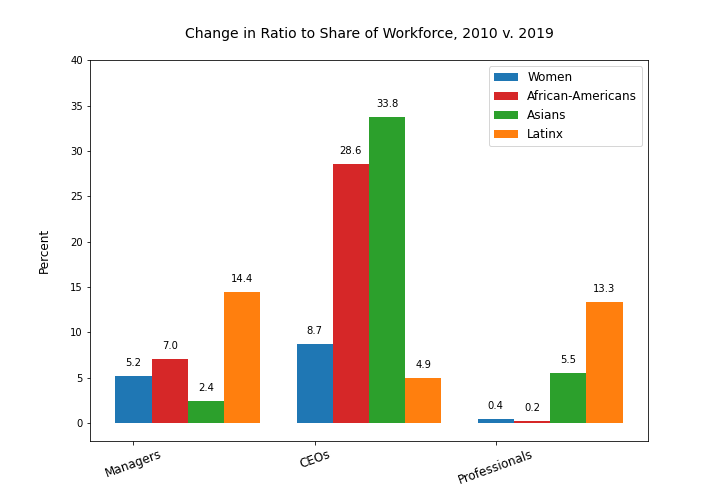 Change in Ratio to Share of Workforce, 2010 v. 2019
Percent
40
35
30
25
20
15
10
5
0
Women
African-Americans
Asians
Latinx
5.2
7.0
2.4
14.4
8.7
28.6
33.8
4.9
0.4
0.2
5.5
13.3
Managers
CEOs
Professionals